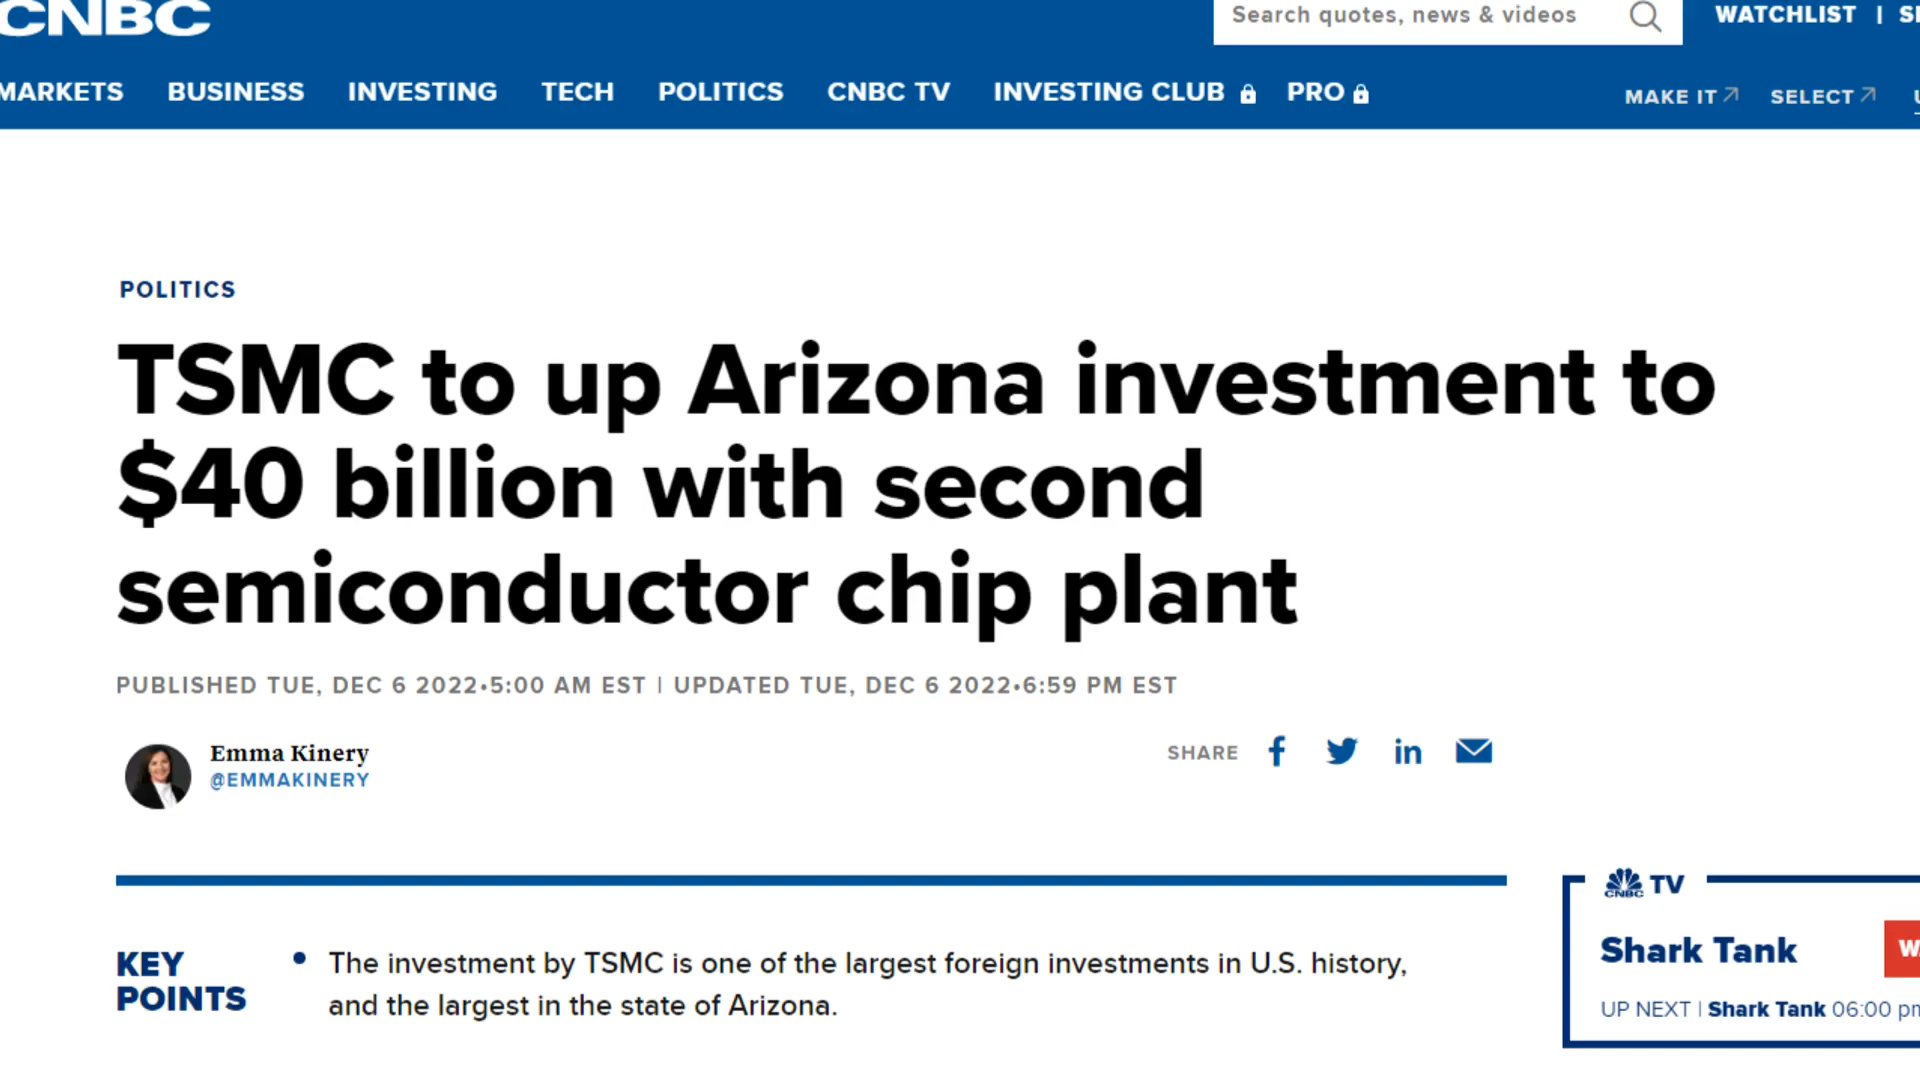 CNBC
Search quotes, news & videos
WATCHLIST |
MARKETS BUSINESS INVESTING TECH POLITICS CNBC TV INVESTING CLUB PRO
MAKE IT SELECT
POLITICS
TSMC to up Arizona investment to
$40 billion with second
semiconductor chip plant
PUBLISHED TUE, DEC 6 2022•5:00 AM EST | UPDATED TUE, DEC 6 2022•6:59 PM EST
Emma Kinery
@EMMAKINERY
SHARE
KEY
POINTS
• The investment by TSMC is one of the largest foreign investments in U.S. history,
and the largest in the state of Arizona.
CNBC TV
Shark Tank
UP NEXT | Shark Tank 06:00 pm